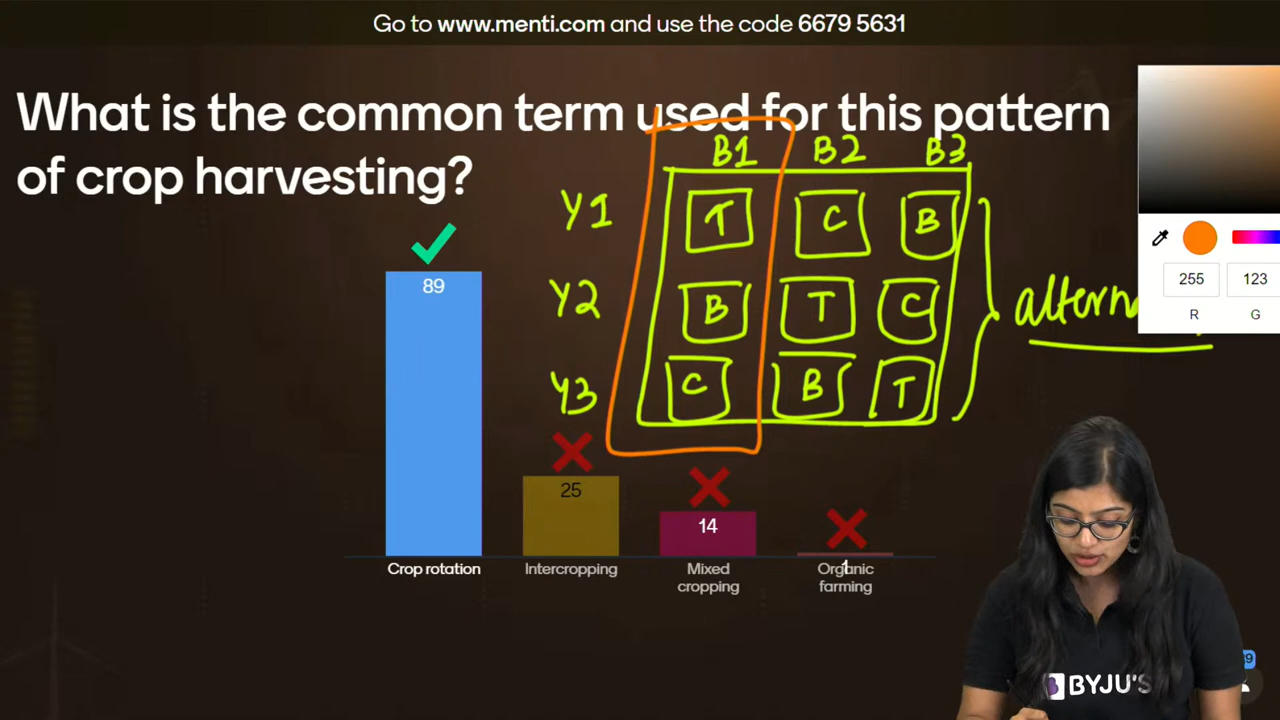 Go to www.menti.com and use the code 6679 5631
What is the common term used for this pattern
of crop harvesting?
B1 B2 B3
Y1 T C B
Y2 B T C
Y3 C B T
89
25
14
1
Crop rotation
Intercropping
Mixed
cropping
Organic
farming
255 123
R G
BYJU'S